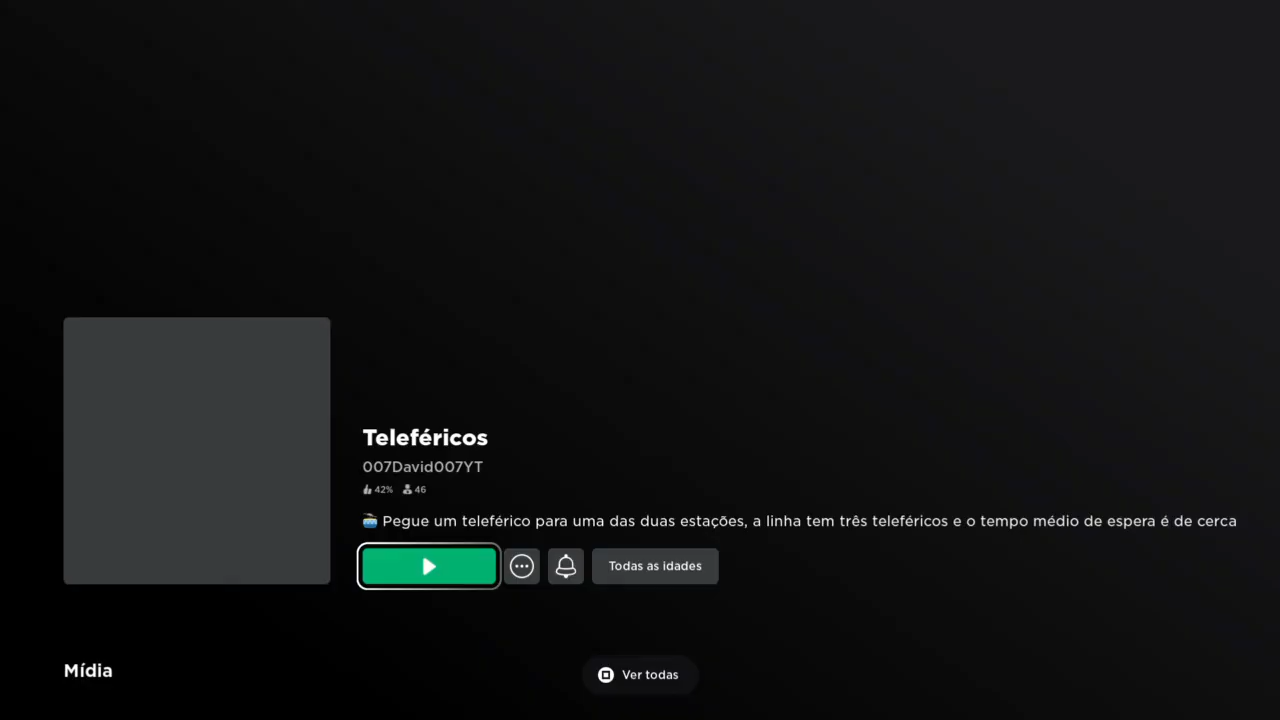 Teleféricos
007David007YT
42% 46
🚠 Pegue um teleférico para uma das duas estações, a linha tem três teleféricos e o tempo médio de espera é de cerca
Todas as idades
Mídia
Ver todas